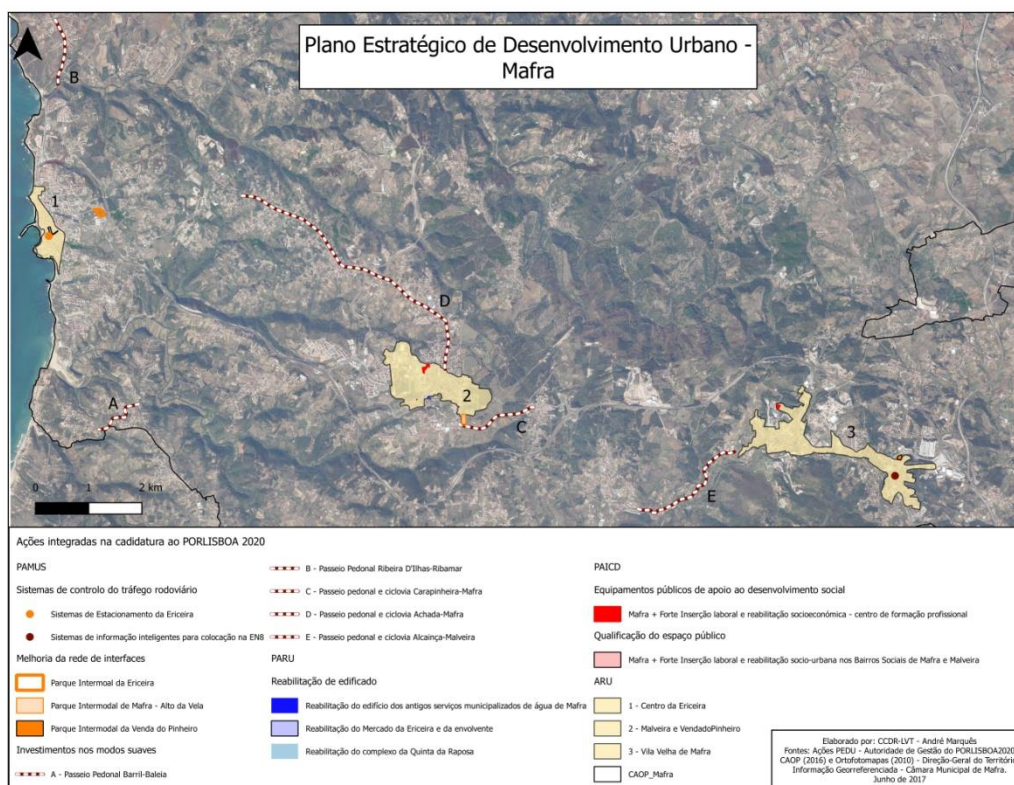 Plano Estratégico de Desenvolvimento Urbano -
Mafra
B
1
D
2
A
C
3
E
0 1 2 km
Ações integradas na cadidatura ao PORLISBOA 2020
PAMUS
Sistemas de controlo do tráfego rodoviário
Sistemas de Estacionamento da Ericeira
Sistemas de informação inteligentes para colocação na EN8
Melhoria da rede de interfaces
Parque Intermoal da Ericeira
Parque Intermodal de Mafra - Alto da Vela
Parque Intermodal da Venda do Pinheiro
Investimentos nos modos suaves
A - Passeio Pedonal Barril-Baleia
B - Passeio Pedonal Ribeira D'Ilhas-Ribamar
C - Passeio pedonal e ciclovia Carapinheira-Mafra
D - Passeio pedonal e ciclovia Achada-Mafra
E - Passeio pedonal e ciclovia Alcainça-Malveira
PARU
Reabilitação de edificado
Reabilitação do edifício dos antigos serviços municipalizados de água de Mafra
Reabilitação do Mercado da Ericeira e da envolvente
Reabilitação do complexo da Quinta da Raposa
PAICD
Equipamentos públicos de apoio ao desenvolvimento social
Mafra + Forte Inserção laboral e reabilitação socioeconómica - centro de formação profissional
Qualificação do espaço público
Mafra + Forte Inserção laboral e reabilitação socio-urbana nos Bairros Sociais de Mafra e Malveira
ARU
1 - Centro da Ericeira
2 - Malveira e VendadoPinheiro
3 - Vila Velha de Mafra
CAOP_Mafra
Elaborado por: CCDR-LVT - André Marquês
Fontes: Ações PEDU - Autoridade de Gestão do PORLISBOA2020
CAOP (2016) e Ortofotomapas (2010) - Direção-Geral do Territóri
Informação Georreferenciada - Câmara Municipal de Mafra.
Junho de 2017